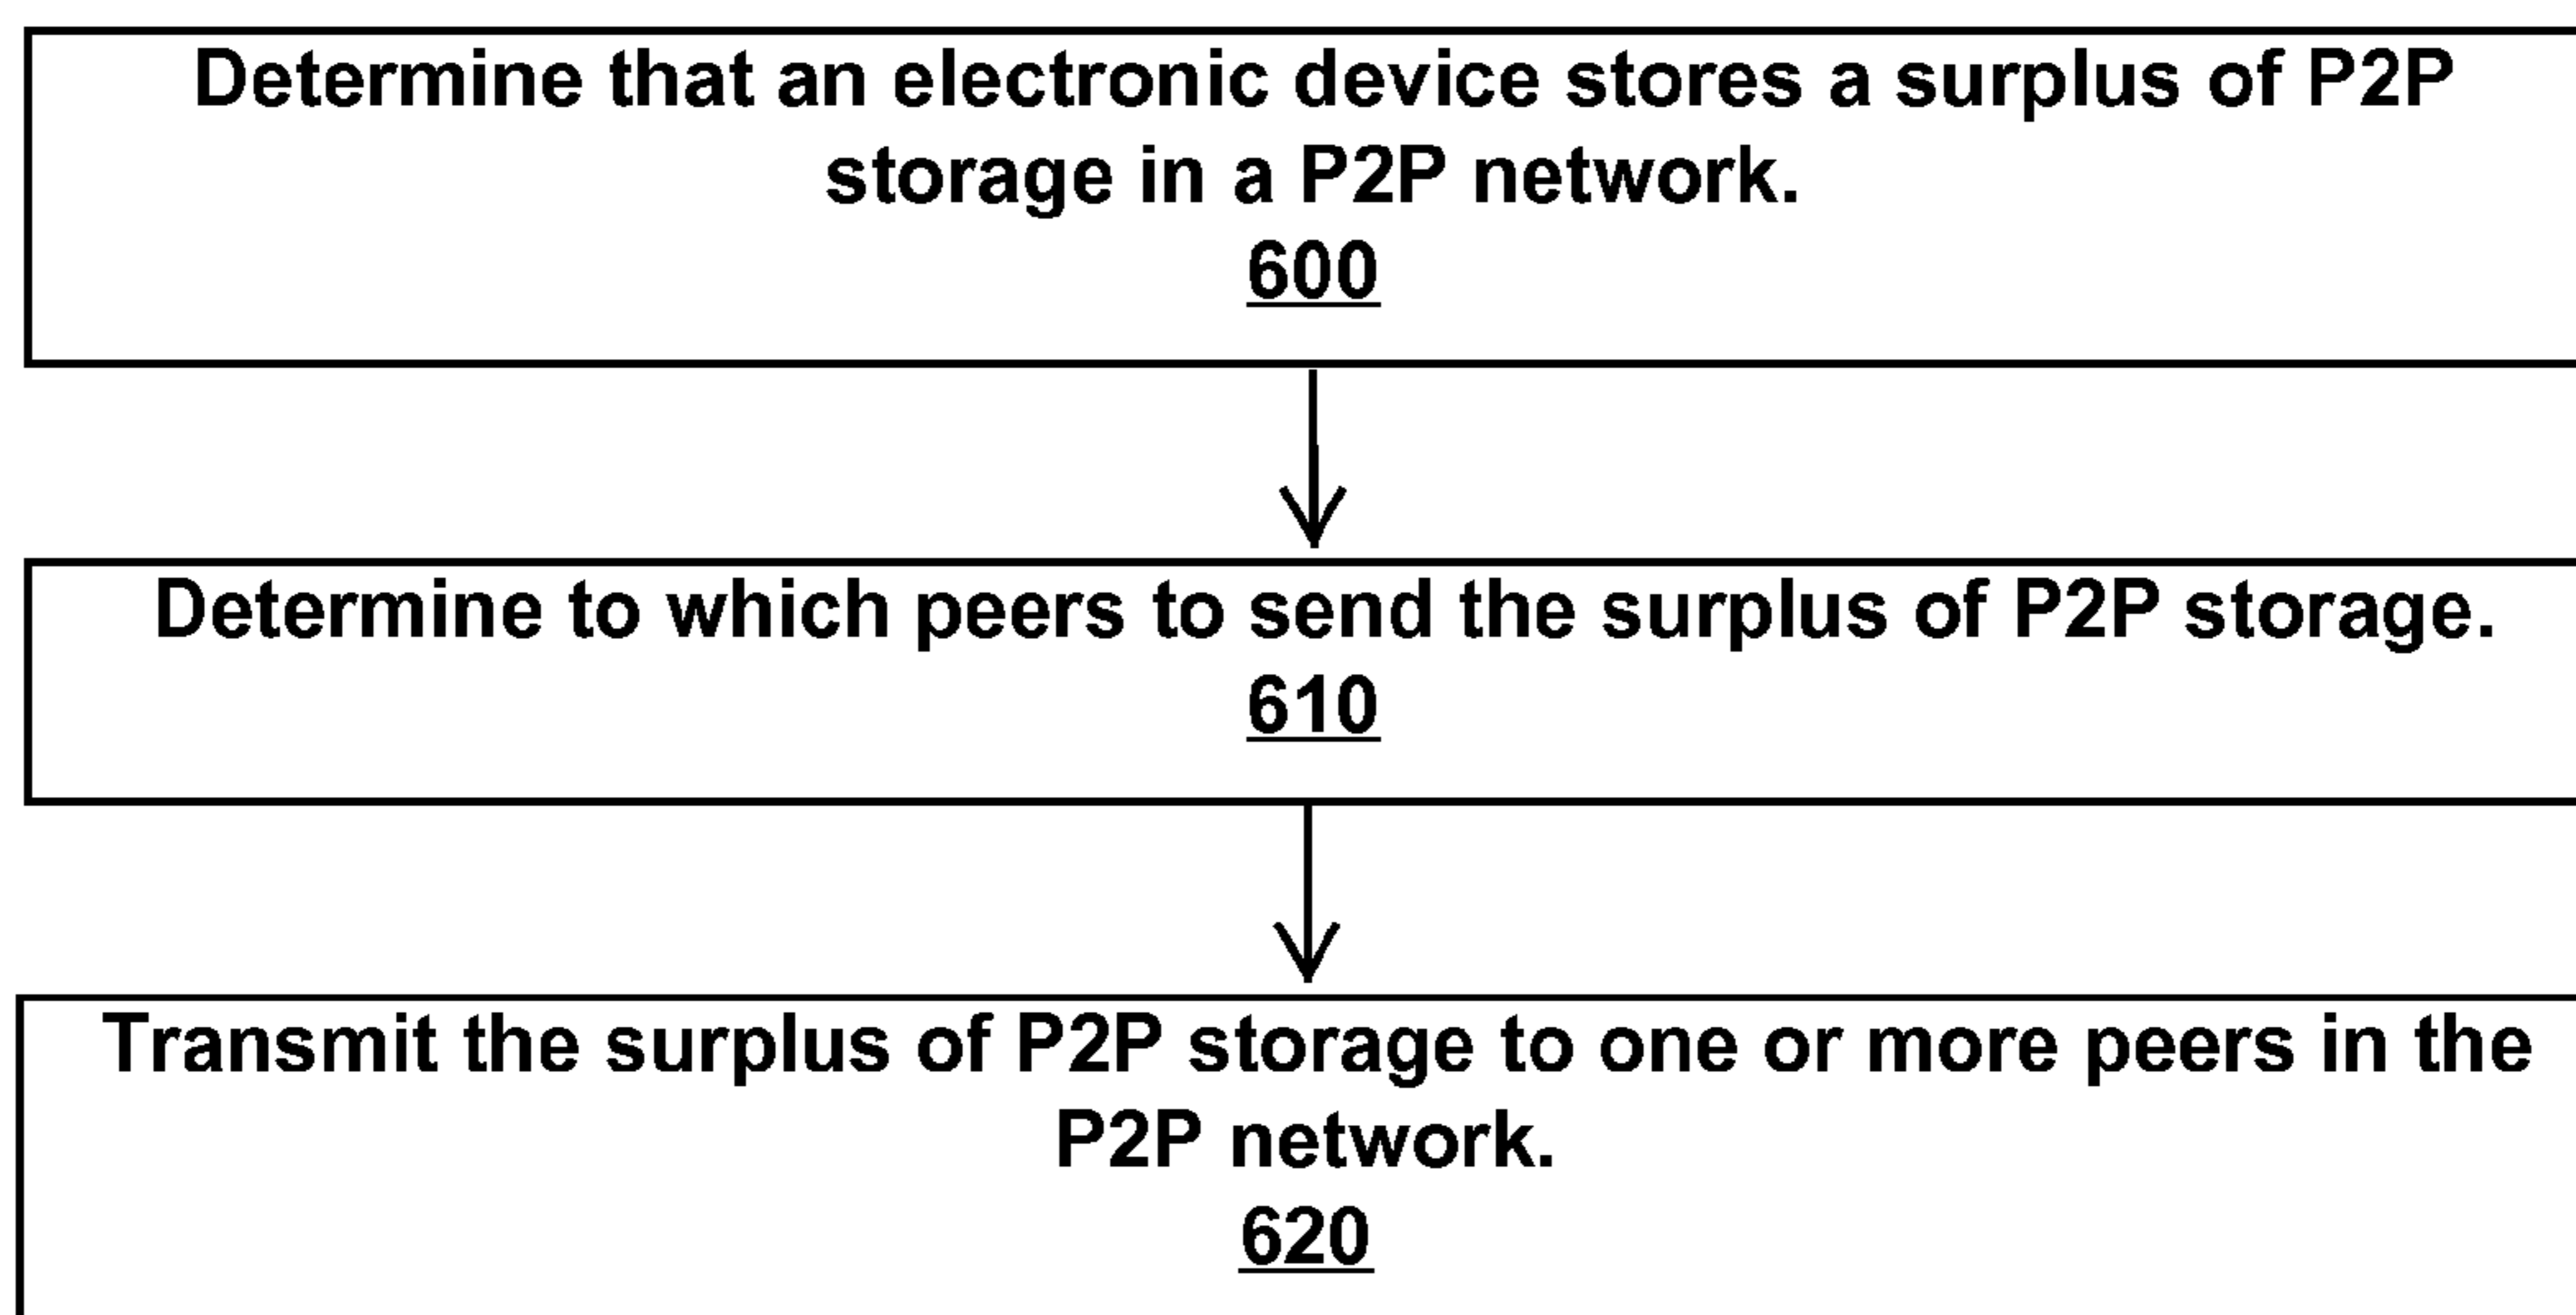 Determine that an electronic device stores a surplus of P2P
storage in a P2P network.
600
Determine to which peers to send the surplus of P2P storage.
610
Transmit the surplus of P2P storage to one or more peers in the
P2P network.
620